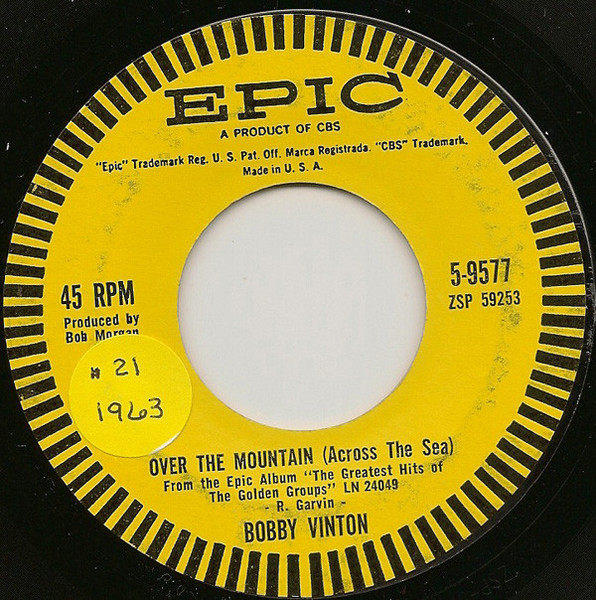 EPIC
A PRODUCT OF CBS
"Epic" Trademark Reg. U. S. Pat. Off. Marca Registrada. "CBS" Trademark.
Made in U. S. A.
45 RPM
Produced by
Bob Morgan
5-9577
ZSP 59253
# 21
1963
OVER THE MOUNTAIN (Across The Sea)
From the Epic Album "The Greatest Hits of
The Golden Groups" LN 24049
- R. Garvin -
BOBBY VINTON